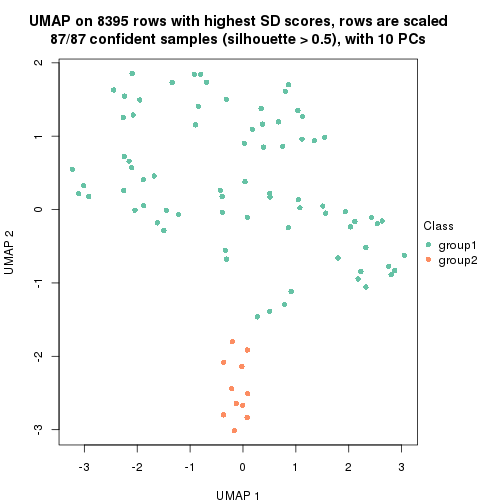 UMAP on 8395 rows with highest SD scores, rows are scaled
87/87 confident samples (silhouette > 0.5), with 10 PCs
2
1
0
-1
-2
-3
UMAP 2
-3
-2
-1
0
1
2
3
UMAP 1
Class
group1
group2